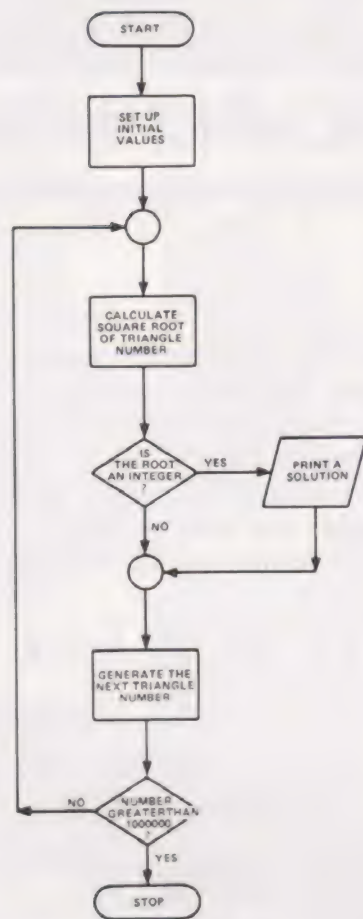 START
SET UP
INITIAL
VALUES
CALCULATE
SQUARE ROOT
OF TRIANGLE
NUMBER
IS
THE ROOT
AN INTEGER
?
YES
PRINT A
SOLUTION
NO
GENERATE THE
NEXT TRIANGLE
NUMBER
NO
NUMBER
GREATERTHAN
1000000
?
YES
STOP